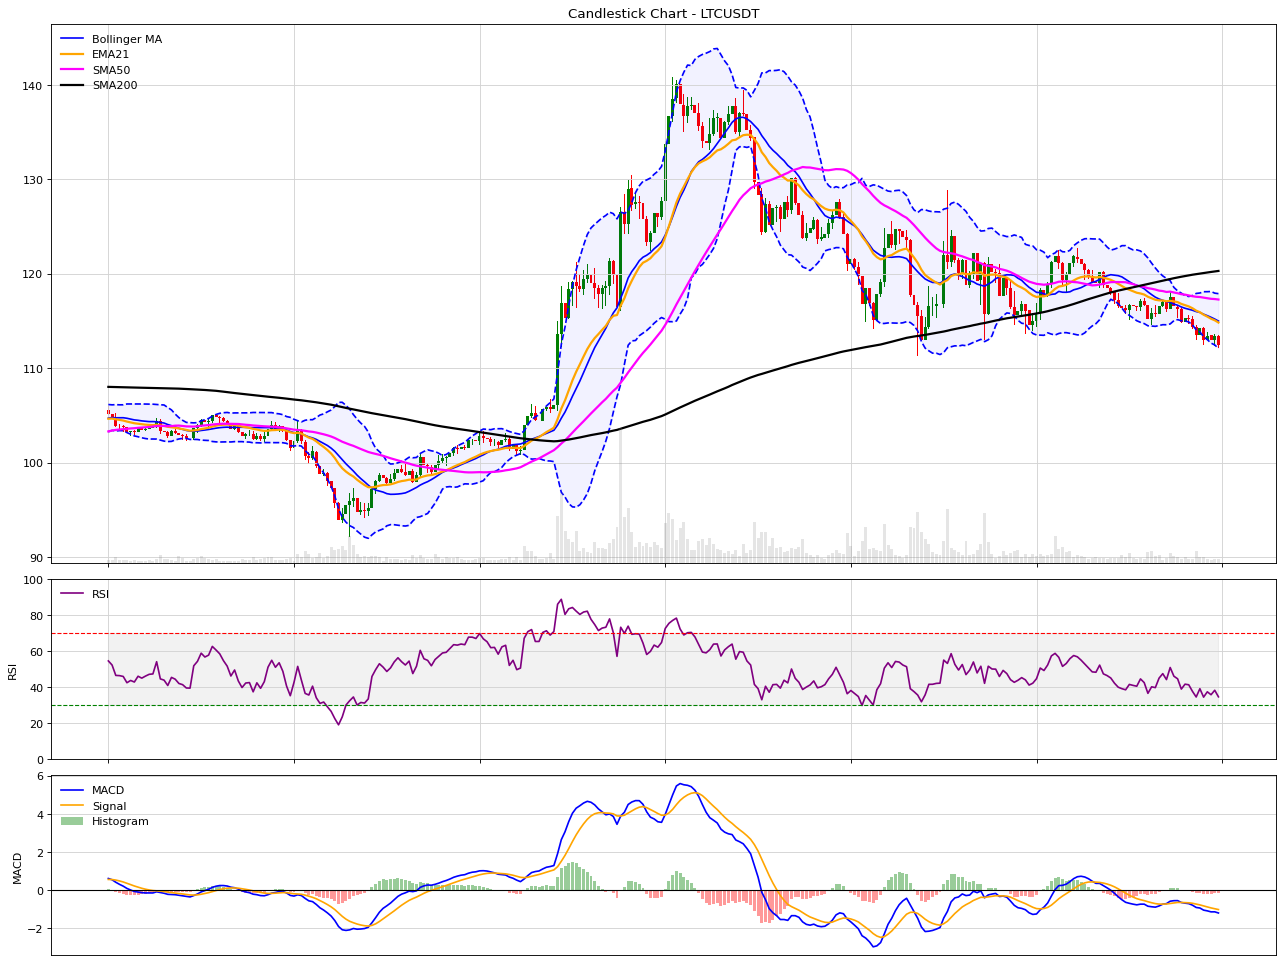 Candlestick Chart - LTCUSDT
Bollinger MA
EMA21
SMA50
SMA200
140
130
120
110
100
90
100
80
60
40
20
0
RSI
RSI
6
4
2
0
−2
MACD
MACD
Signal
Histogram